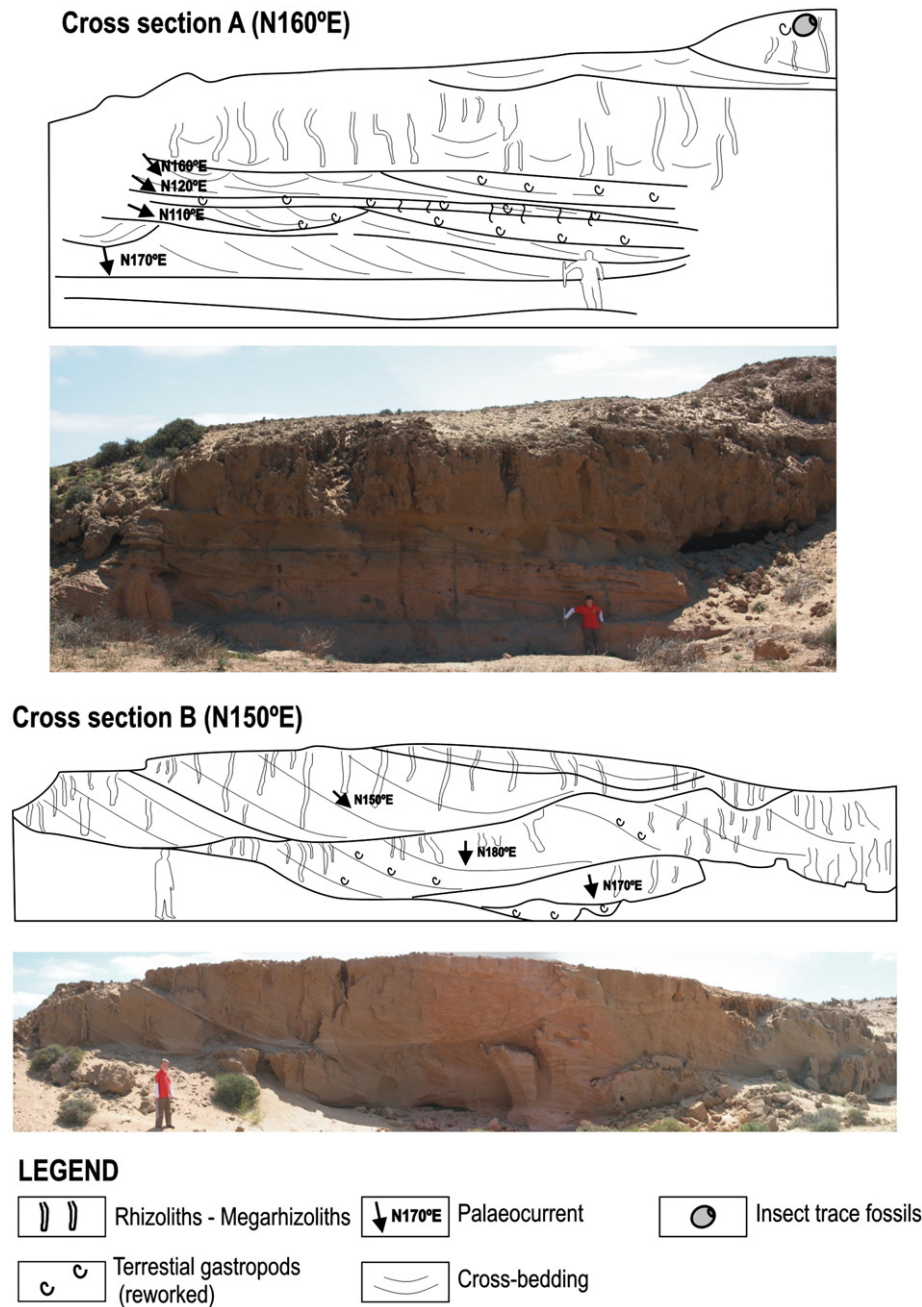 Cross section A (N160ºE)
N160ºE
N120ºE
N110ºE
N170ºE
Cross section B (N150ºE)
N150ºE
N180ºE
N170ºE
LEGEND
Rhizoliths - Megarhizoliths
N170ºE
Palaeocurrent
Insect trace fossils
Terrestial gastropods
(reworked)
Cross-bedding